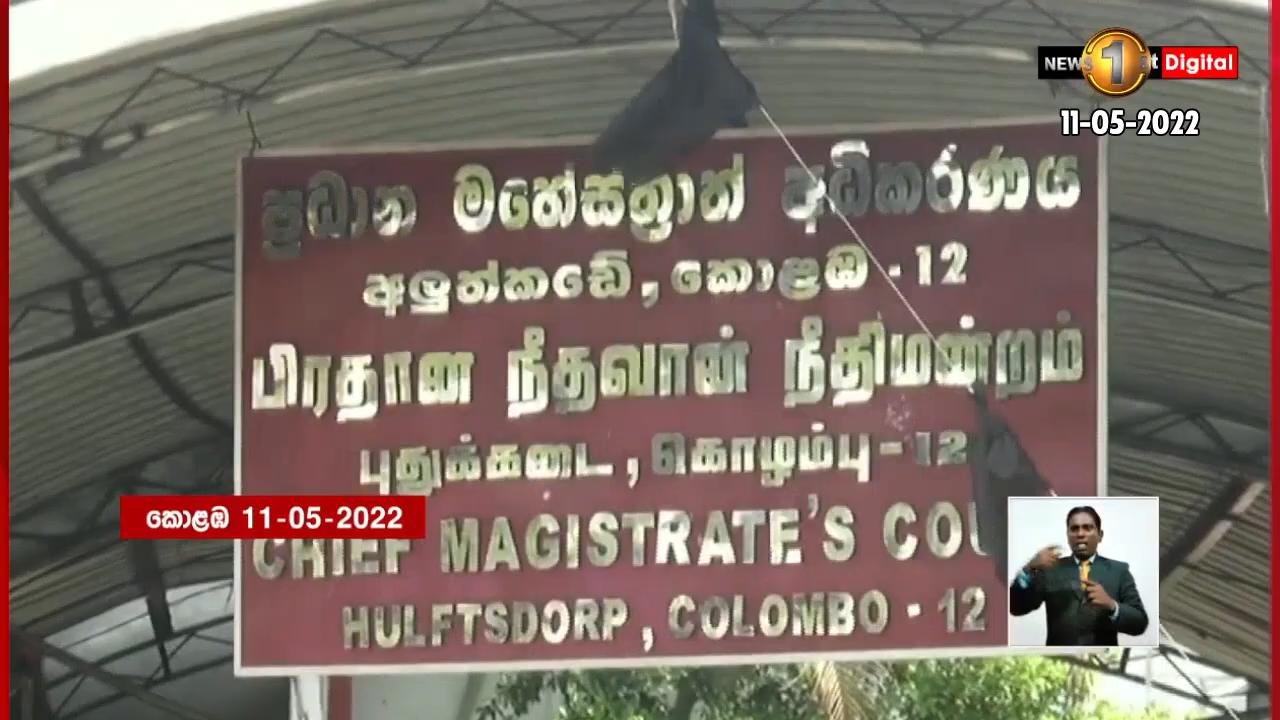 NEWS 1st Digital
11-05-2022
ප්‍රධාන මහේස්ත්‍රාත් අධිකරණය
අලුත්කඩේ, කොළඹ - 12
பிரதான நீதவான் நீதிமன்றம்
புதுக்கடை, கொழும்பு - 12
කොළඹ 11-05-2022
CHIEF MAGISTRATE'S
HULFTSDORP, COLOMBO - 12